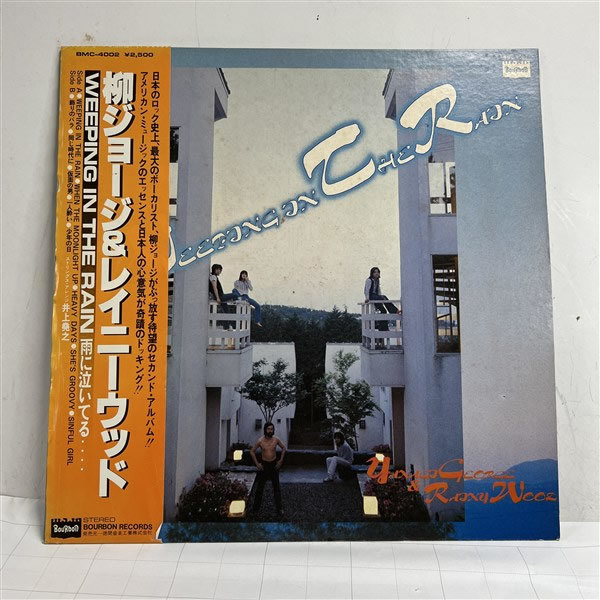 BMC-4002 ¥2,500
日本のロック史上、最大のボーカリスト、柳ジョージがぶっ放す待望のセカンド・アルバム!!
アメリカン・ミュージックのエッセンスと日本人の心意気が奇蹟のドッキング!!
柳ジョージ&レイニーウッド
WEEPING IN THE RAIN 雨に泣いてる‥‥
Side A ●WEEPING IN THE RAIN ●WHEN THE MOONLIGHT UP ●HEAVY DAYS ●SHE'S GROOVY ●SINFUL GIRL
Side B
井上堯之
BOURBON
STEREO
BOURBON RECORDS
BOURBON
WEEPING IN THE RAIN
RAINY WOOD